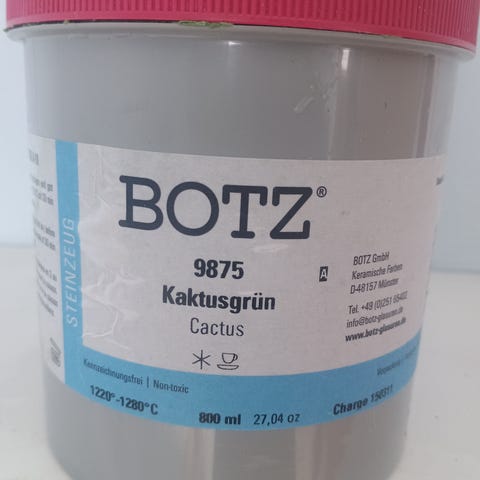 STEINZEUG
BOTZ®
9875
Kaktusgrün
Cactus
A
BOTZ GmbH
Keramische Farben
D-48157 Münster
Tel. +49 (0)251 65402
info@botz-glasuren.de
www.botz-glasuren.de
Kennzeichnungsfrei | Non-toxic
1220°-1280°C
800 ml 27,04 oz
Charge 150311